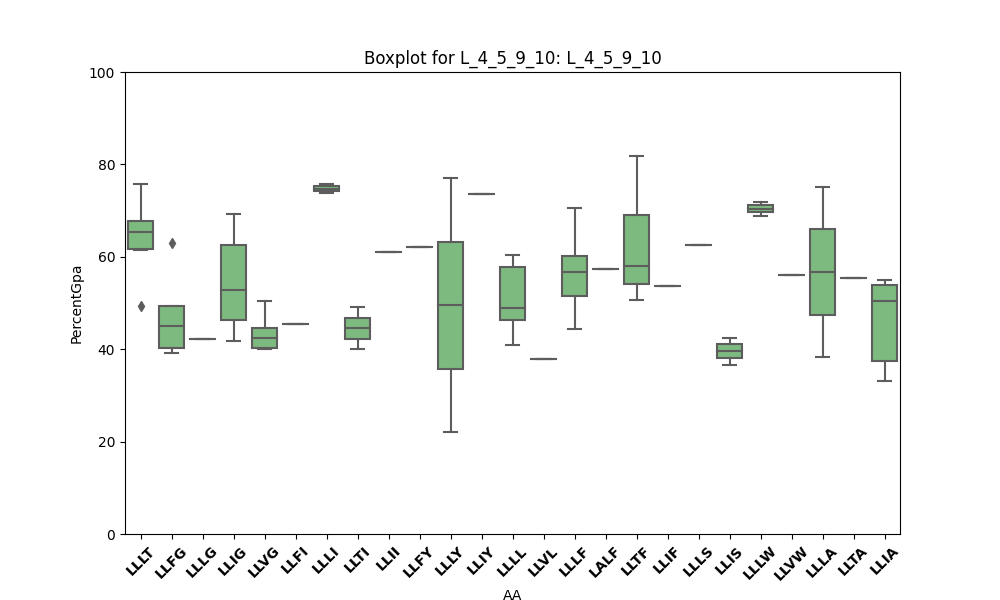 Boxplot for L_4_5_9_10: L_4_5_9_10
100
80
60
40
20
0
PercentGpa
LLLT LLFG LLLG LLIG LLVG LLFI LLLI LLTI LLII LLFY LLLY LLIY LLLL LLVL LLLF LALF LLTF LLIF LLLS LLIS LLLW LLVW LLLA LLTA LLIA
AA